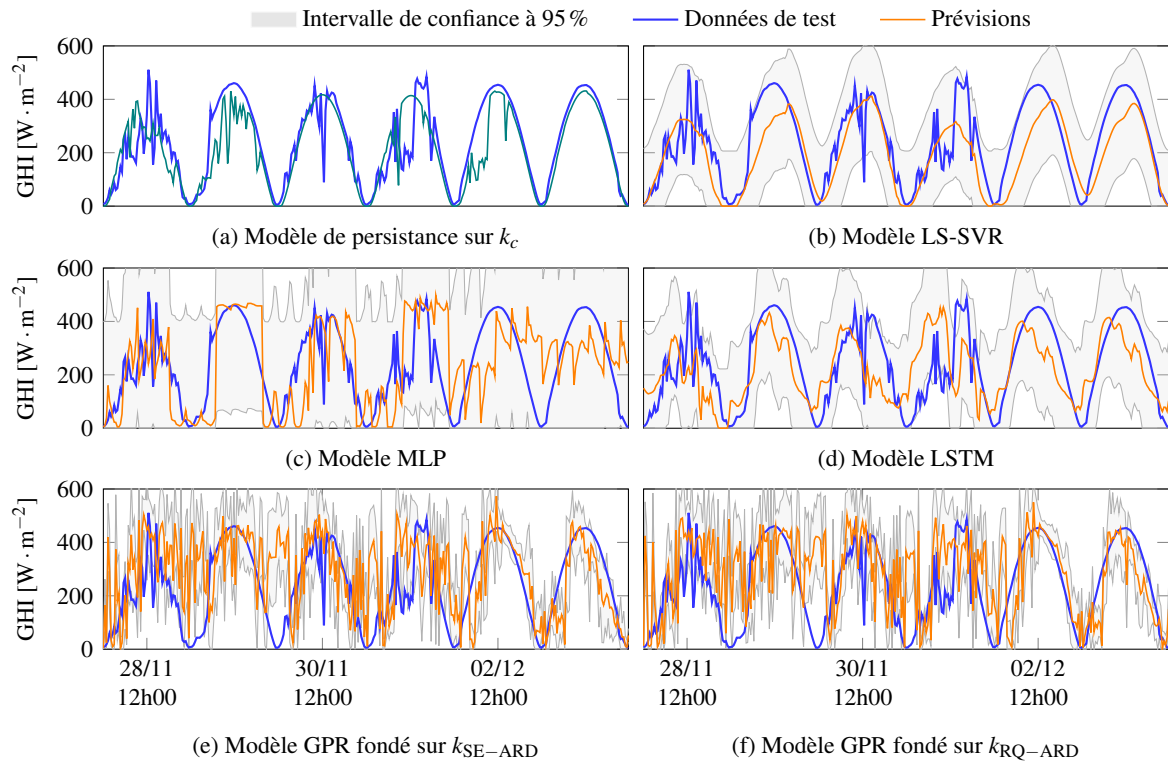 Intervalle de confiance à 95 % Données de test Prévisions
600
400
200
0
GHI [W · m−2]
(a) Modèle de persistance sur kc
(b) Modèle LS-SVR
600
400
200
0
GHI [W · m−2]
(c) Modèle MLP
(d) Modèle LSTM
600
400
200
0
GHI [W · m−2]
28/11 30/11 02/12
12h00 12h00 12h00
28/11 30/11 02/12
12h00 12h00 12h00
(e) Modèle GPR fondé sur kSE−ARD
(f) Modèle GPR fondé sur kRQ−ARD